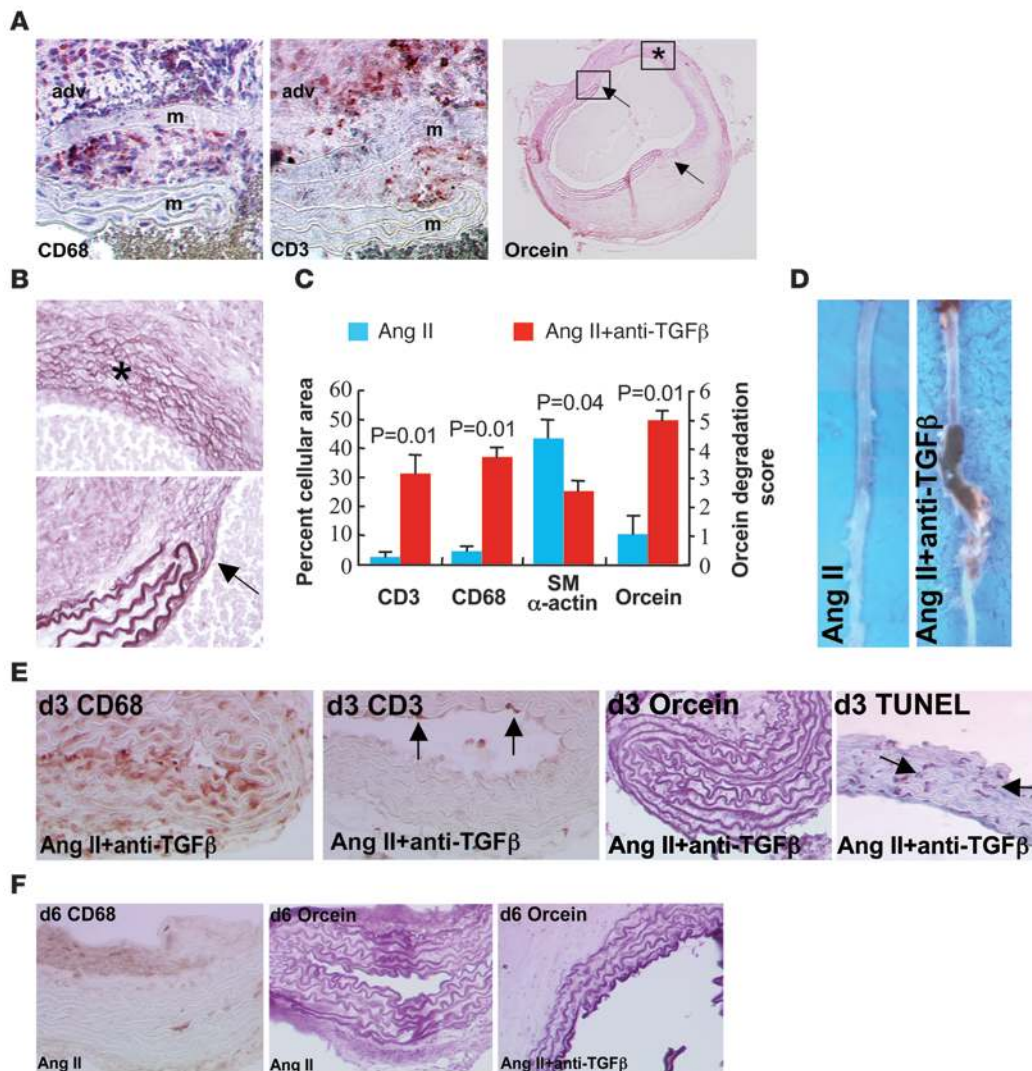 A
adv
m
m
CD68
adv
m
m
CD3
*
Orcein
B
*
C
Ang II
Ang II+anti-TGFβ
Percent cellular area
60
50
40
30
20
10
0
P=0.01
P=0.01
P=0.04
P=0.01
6
5
4
3
2
1
0
Orcein degradation
score
CD3
CD68
SM
α-actin
Orcein
D
Ang II
Ang II+anti-TGFβ
E
d3 CD68
Ang II+anti-TGFβ
d3 CD3
Ang II+anti-TGFβ
d3 Orcein
Ang II+anti-TGFβ
d3 TUNEL
Ang II+anti-TGFβ
F
d6 CD68
Ang II
d6 Orcein
Ang II
d6 Orcein
Ang II+anti-TGFβ